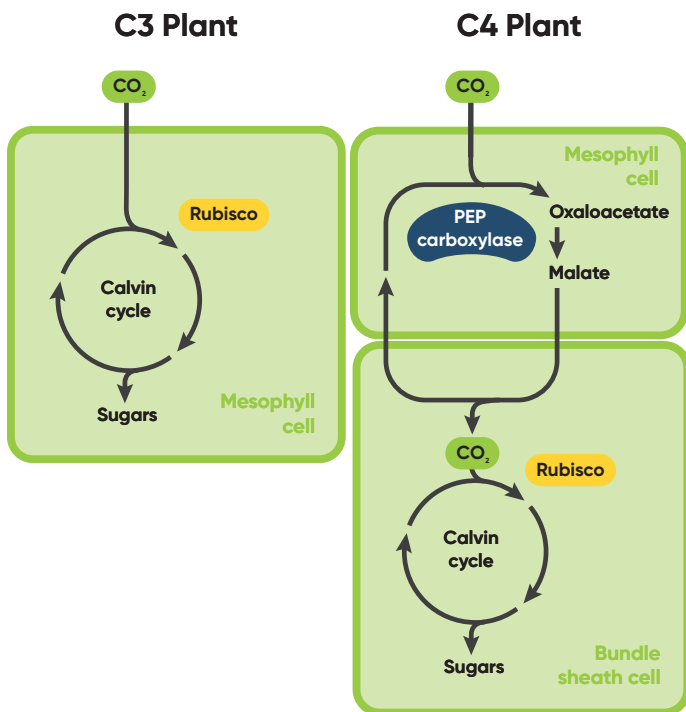 C3 Plant
CO₂
Rubisco
Calvin
cycle
Sugars
Mesophyll
cell
C4 Plant
CO₂
Mesophyll
cell
PEP
carboxylase
Oxaloacetate
Malate
CO₂
Rubisco
Calvin
cycle
Sugars
Bundle
sheath cell